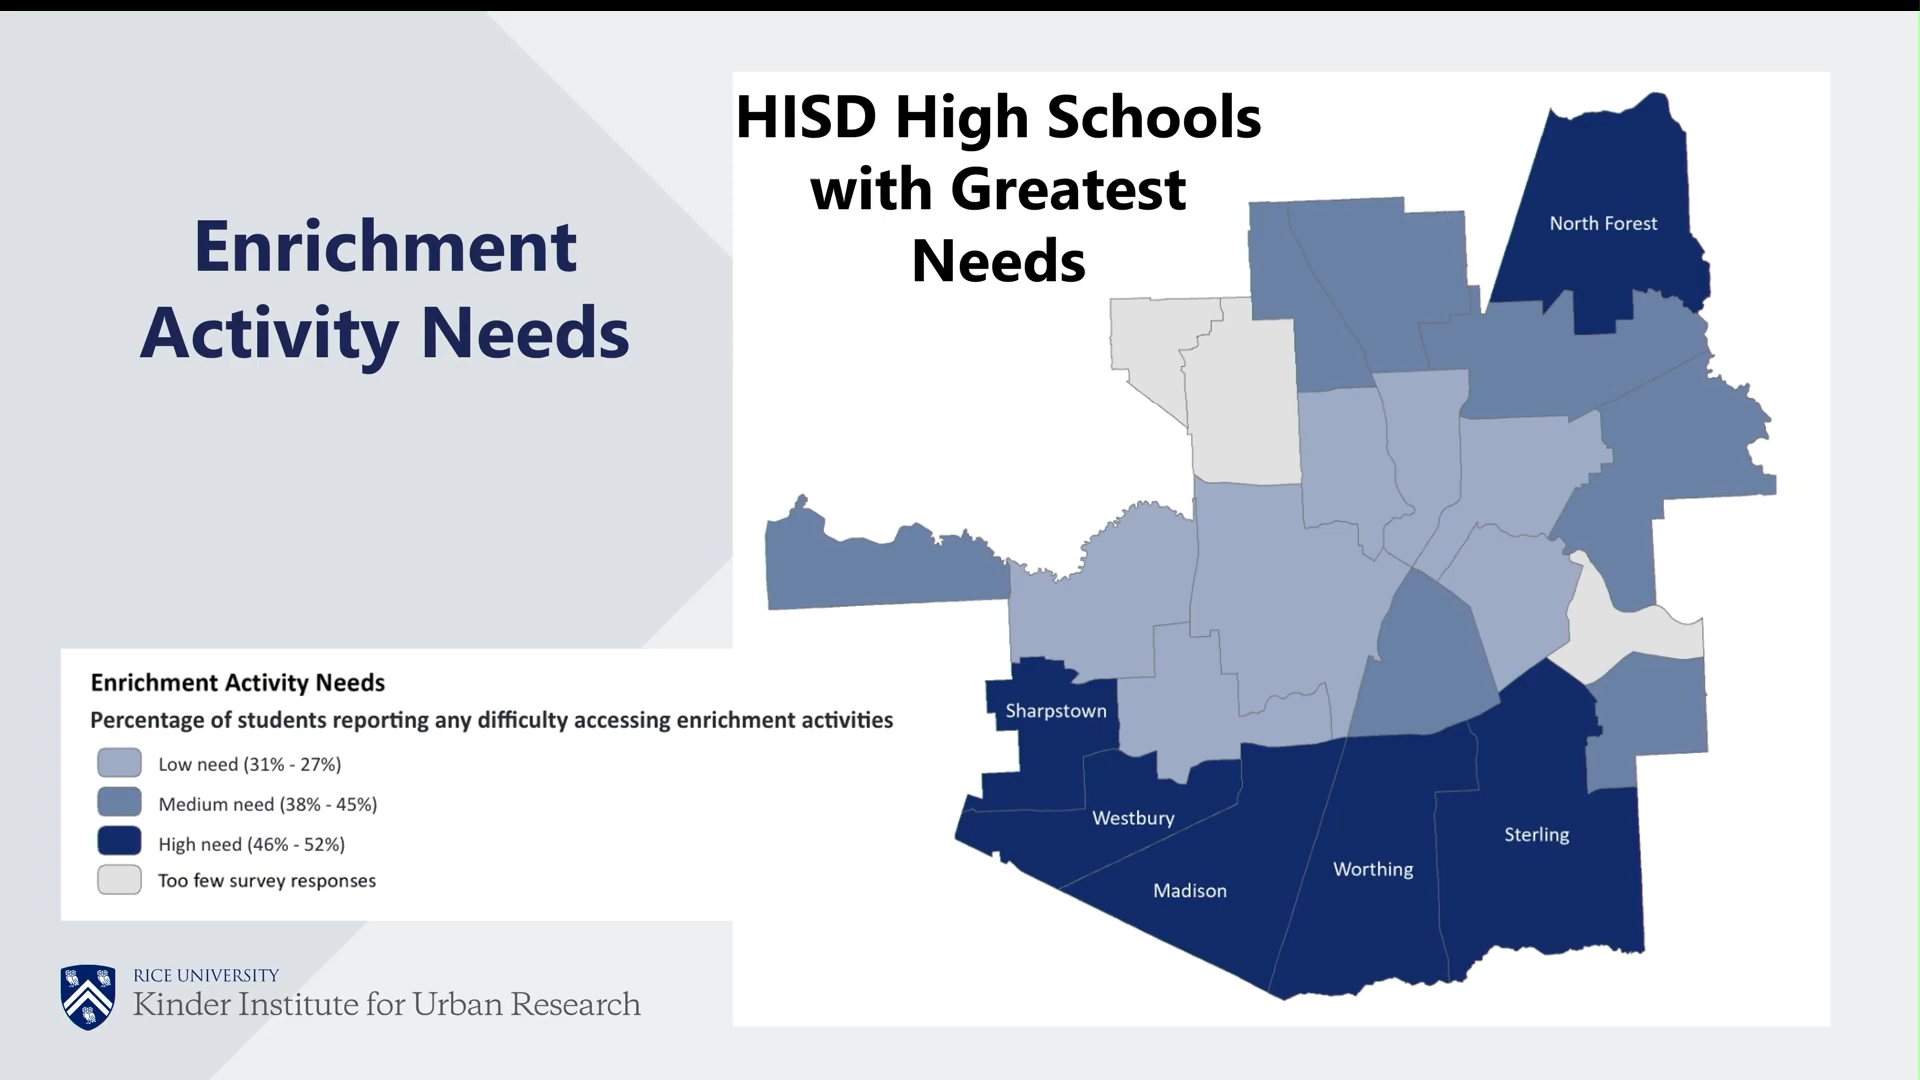 Enrichment
Activity Needs
HISD High Schools
with Greatest
Needs
North Forest
Sharpstown
Westbury
Madison
Worthing
Sterling
Enrichment Activity Needs
Percentage of students reporting any difficulty accessing enrichment activities
Low need (31% - 27%)
Medium need (38% - 45%)
High need (46% - 52%)
Too few survey responses
RICE UNIVERSITY
Kinder Institute for Urban Research